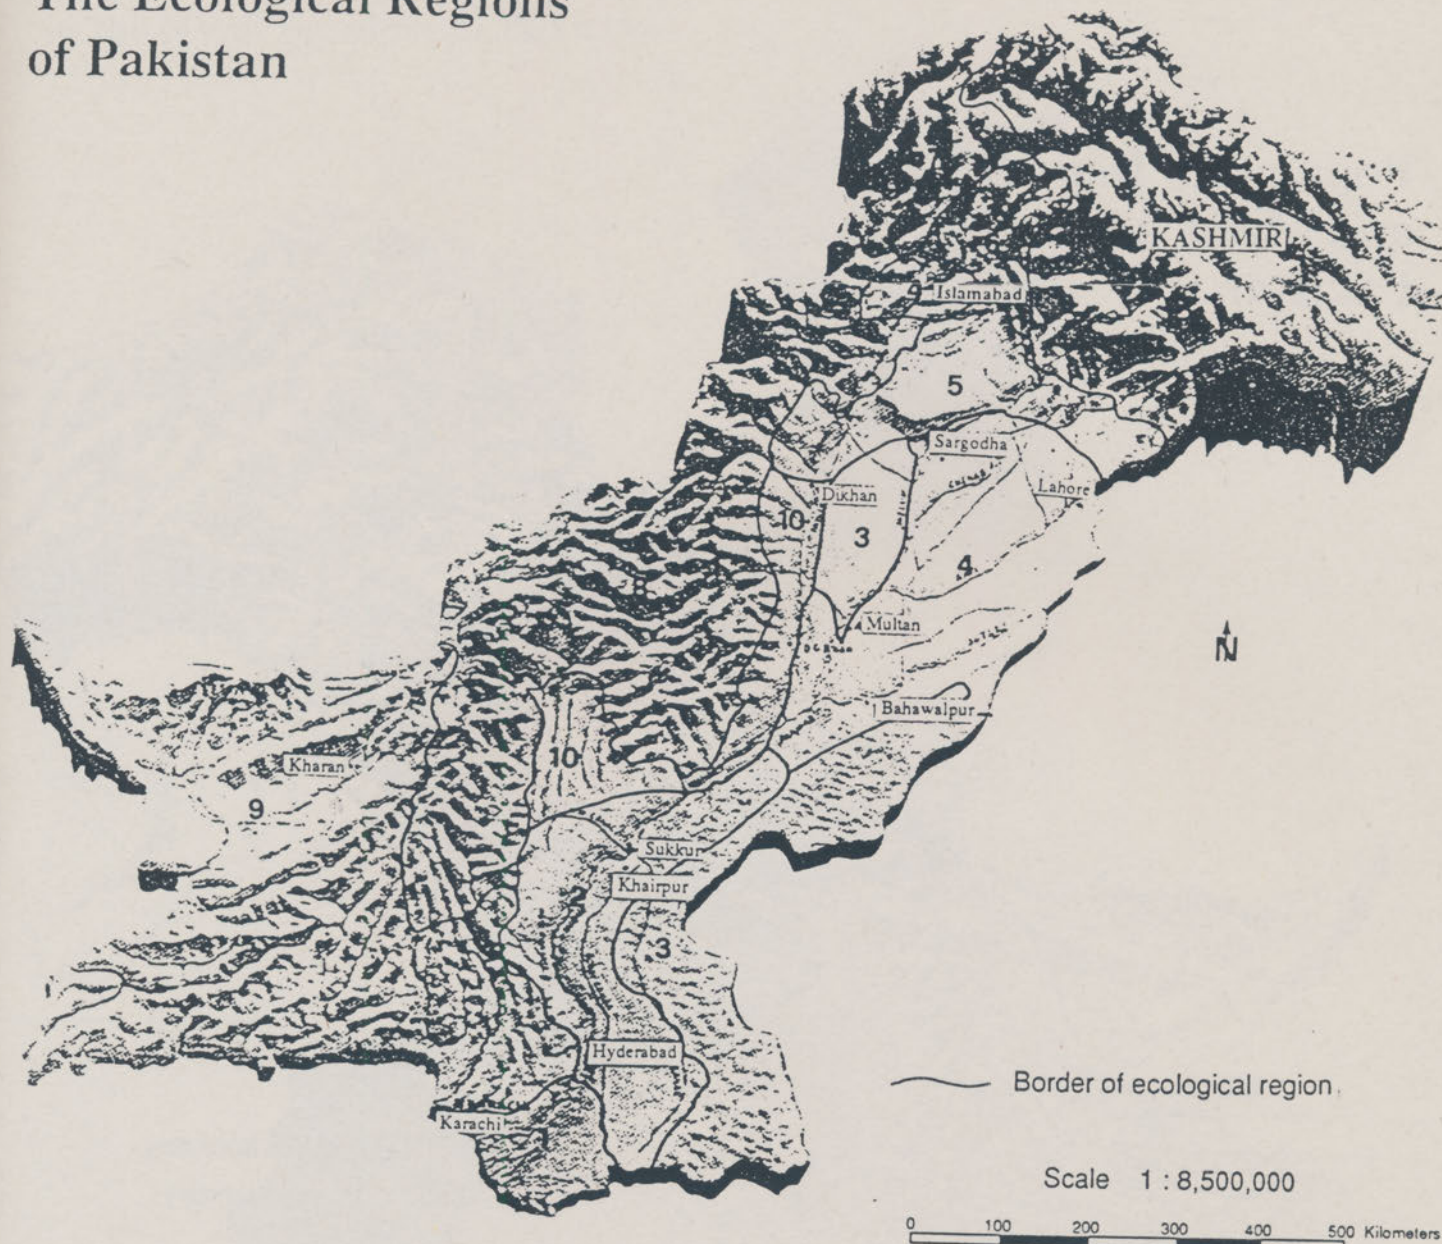 The Ecological Regions
of Pakistan
KASHMIR
Islamabad
5
Sargodha
Dikhan
Lahore
10
3
4
Multan
N
Bahawalpur
10
Kharan
9
Sukkur
Khairpur
3
Hyderabad
Border of ecological region
Karachi
Scale 1 : 8,500,000
0 100 200 300 400 500 Kilometers